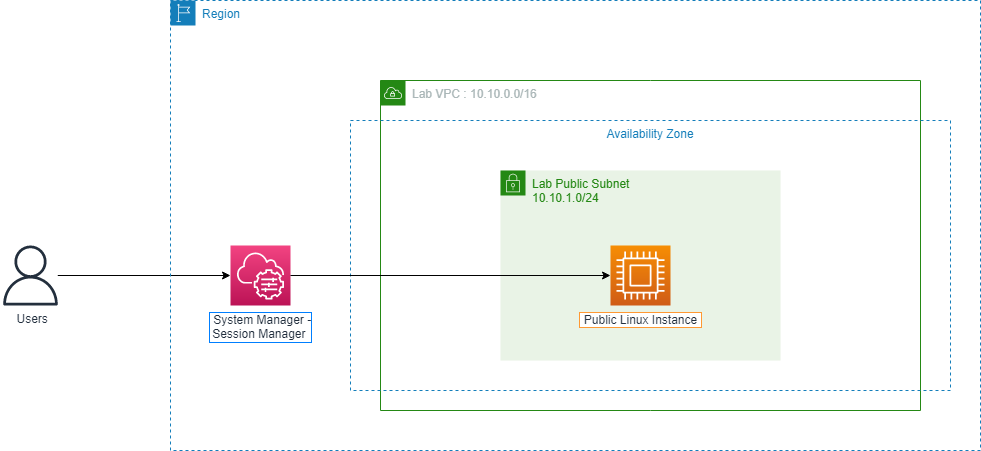 Region
Lab VPC : 10.10.0.0/16
Availability Zone
Lab Public Subnet
10.10.1.0/24
Users
System Manager -
Session Manager
Public Linux Instance